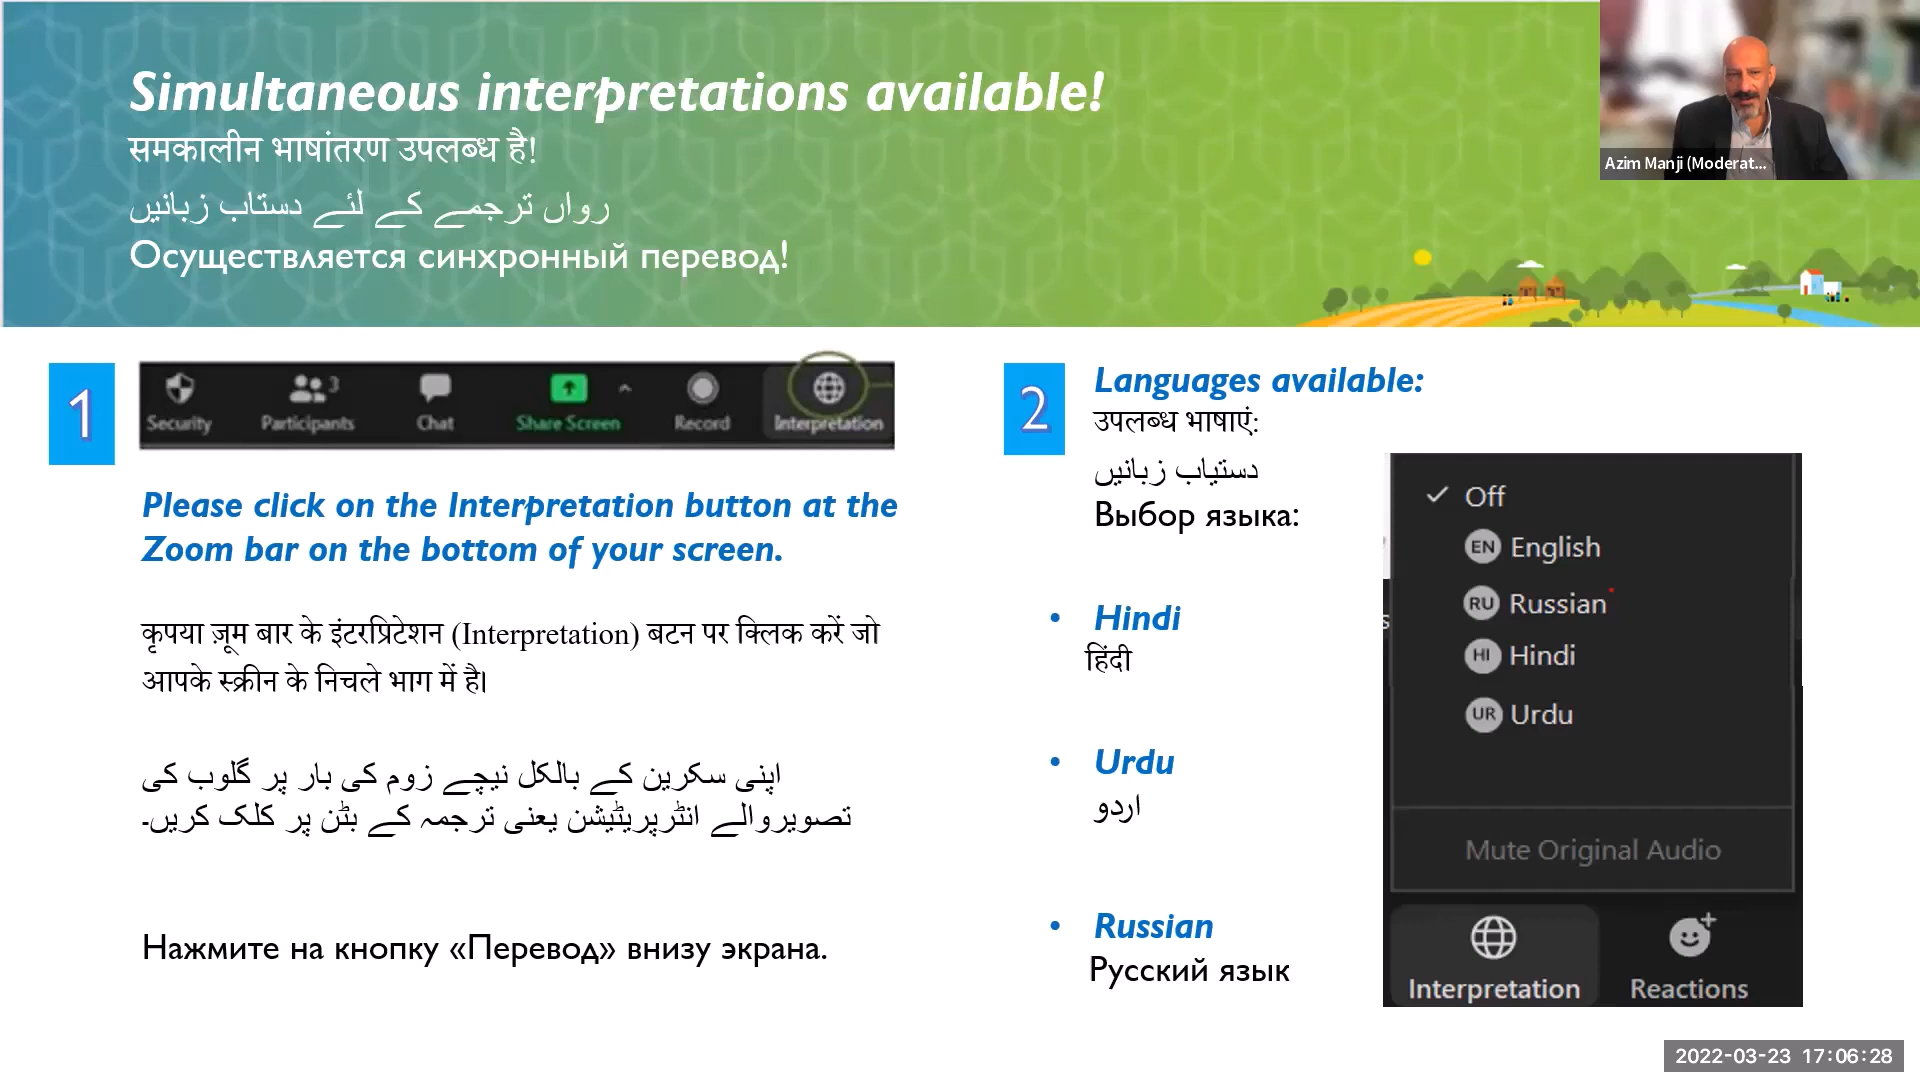 Simultaneous interpretations available!
समकालीन भाषांतरण उपलब्ध है!
رواں ترجمے کے لئے دستاب زبانیں
Осуществляется синхронный перевод!
Azim Manji (Moderat...
1
Security
Participants
3
Chat
Share Screen
Record
Interpretation
Please click on the Interpretation button at the
Zoom bar on the bottom of your screen.
कृपया ज़ूम बार के इंटरप्रिटेशन (Interpretation) बटन पर क्लिक करें जो
आपके स्क्रीन के निचले भाग में है।
اپنی سکرین کے بالکل نیچے زوم کی بار پر گلوب کی
تصویروالے انٹرپریٹیشن یعنی ترجمہ کے بٹن پر کلک کریں۔
Нажмите на кнопку «Перевод» внизу экрана.
2
Languages available:
उपलब्ध भाषाएं:
دستیاب زبانیں
Выбор языка:
Hindi
हिंदी
Urdu
اردو
Russian
Русский язык
Off
EN English
RU Russian
HI Hindi
UR Urdu
Mute Original Audio
Interpretation
Reactions
2022-03-23 17:06:28